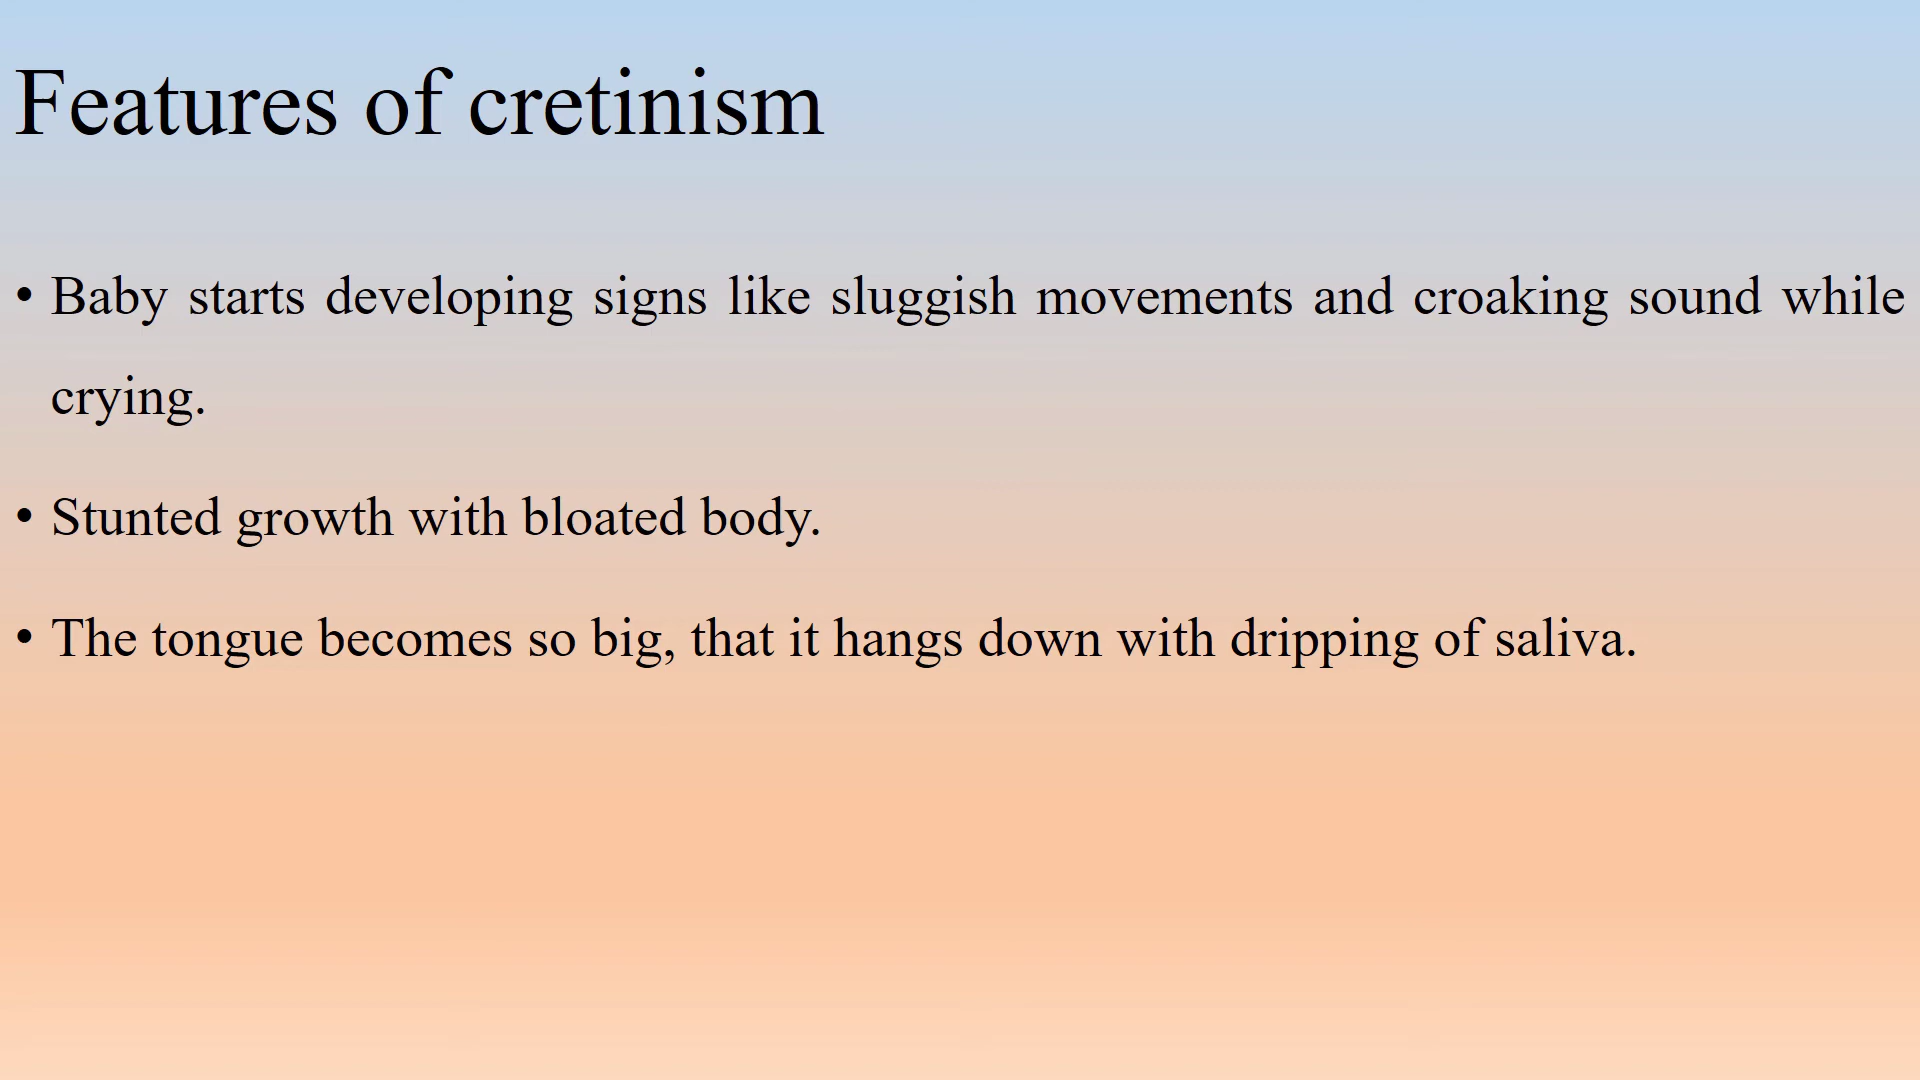 Features of cretinism
• Baby starts developing signs like sluggish movements and croaking sound while
crying.
• Stunted growth with bloated body.
• The tongue becomes so big, that it hangs down with dripping of saliva.